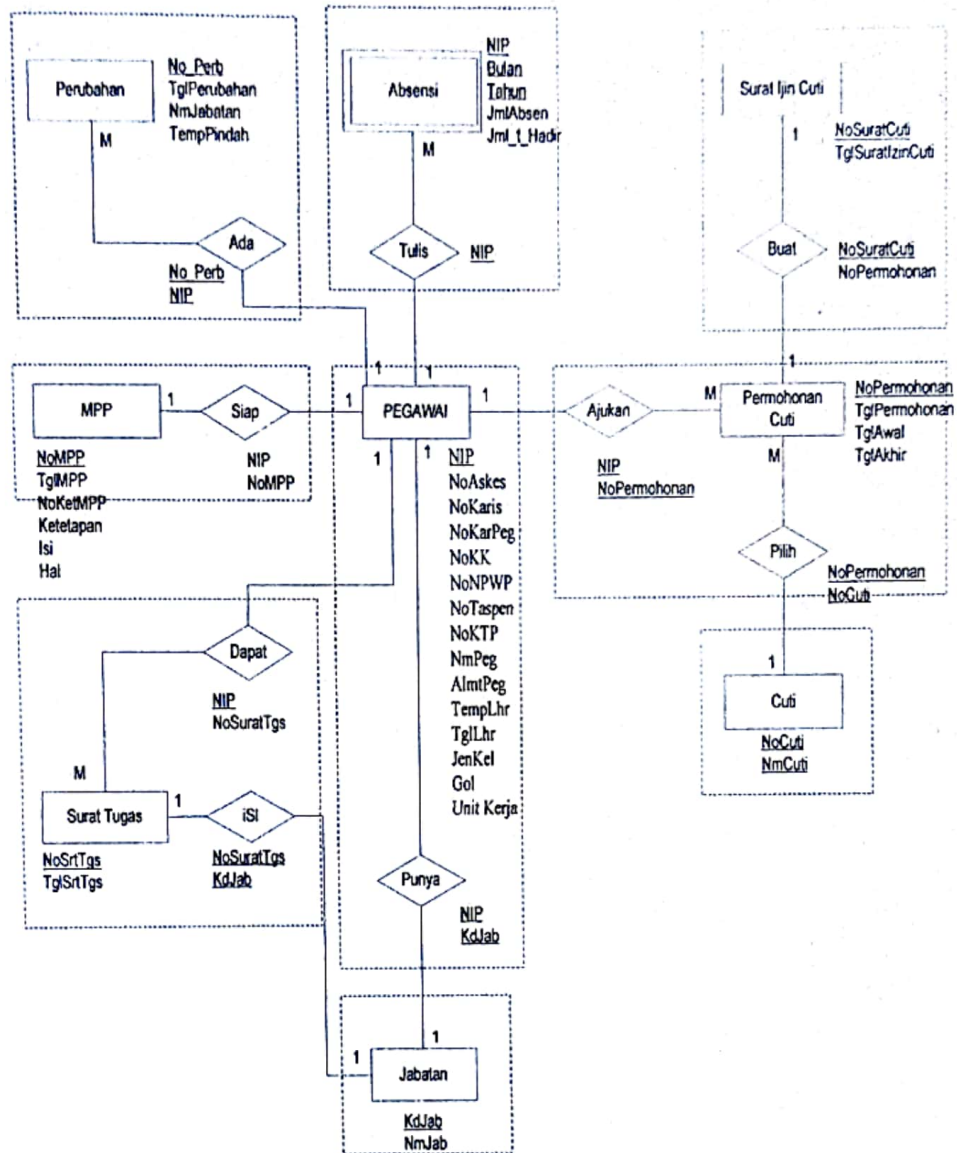 Perubahan
No_Perb
TglPerubahan
NmJabatan
TempPindah
M
Ada
No_Perb
NIP
Absensi
NIP
Bulan
Tahun
JmlAbsen
Jml_t_Hadir
M
Tulis
NIP
Surat Ijin Cuti
1
NoSuratCuti
TglSuratIzinCuti
Buat
NoSuratCuti
NoPermohonan
1
MPP
1
Siap
1
NoMPP
TglMPP
NoKetMPP
Ketetapan
Isi
Hal
NIP
NoMPP
1
1
PEGAWAI
1
1
1
NIP
NoAskes
NoKaris
NoKarPeg
NoKK
NoNPWP
NoTaspen
NoKTP
NmPeg
AlmtPeg
TempLhr
TglLhr
JenKel
Gol
Unit Kerja
Ajukan
M
NIP
NoPermohonan
Permohonan
Cuti
NoPermohonan
TglPermohonan
TglAwal
TglAkhir
M
Pilih
NoPermohonan
NoCuti
1
Cuti
NoCuti
NmCuti
Dapat
NIP
NoSuratTgs
M
Surat Tugas
1
iSI
NoSrtTgs
TglSrtTgs
NoSuratTgs
KdJab
Punya
NIP
KdJab
1
1
Jabatan
KdJab
NmJab